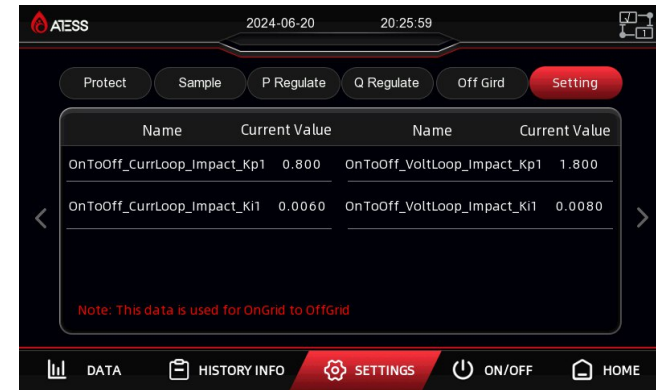 ATESS 2024-06-20 20:25:59
1
Protect Sample P Regulate Q Regulate Off Gird Setting
Name Current Value Name Current Value
OnToOff_CurrLoop_Impact_Kp1 0.800 OnToOff_VoltLoop_Impact_Kp1 1.800
OnToOff_CurrLoop_Impact_Ki1 0.0060 OnToOff_VoltLoop_Impact_Ki1 0.0080
Note: This data is used for OnGrid to OffGrid
DATA HISTORY INFO SETTINGS ON/OFF HOME